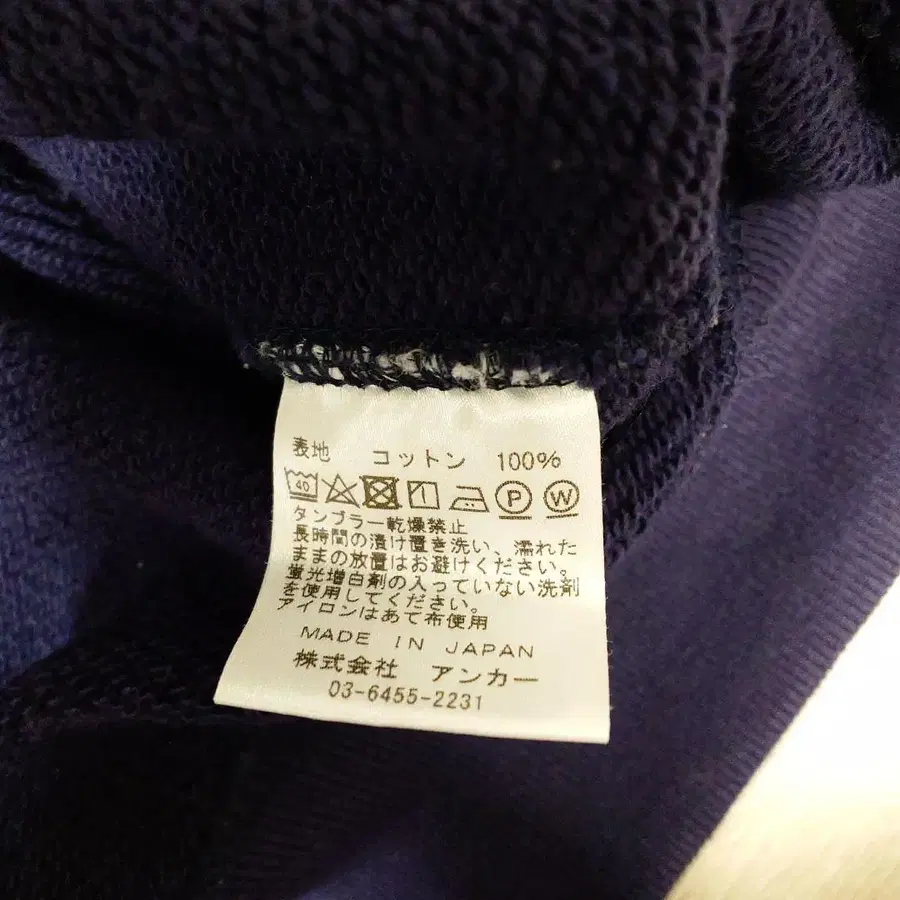 表地 コットン 100%
40 P W
タンブラー乾燥禁止
長時間の漬け置き洗い、濡れた
ままの放置はお避けください。
蛍光増白剤の入っていない洗剤
を使用してください。
アイロンはあて布使用
MADE IN JAPAN
株式会社 アンカー
03-6455-2231